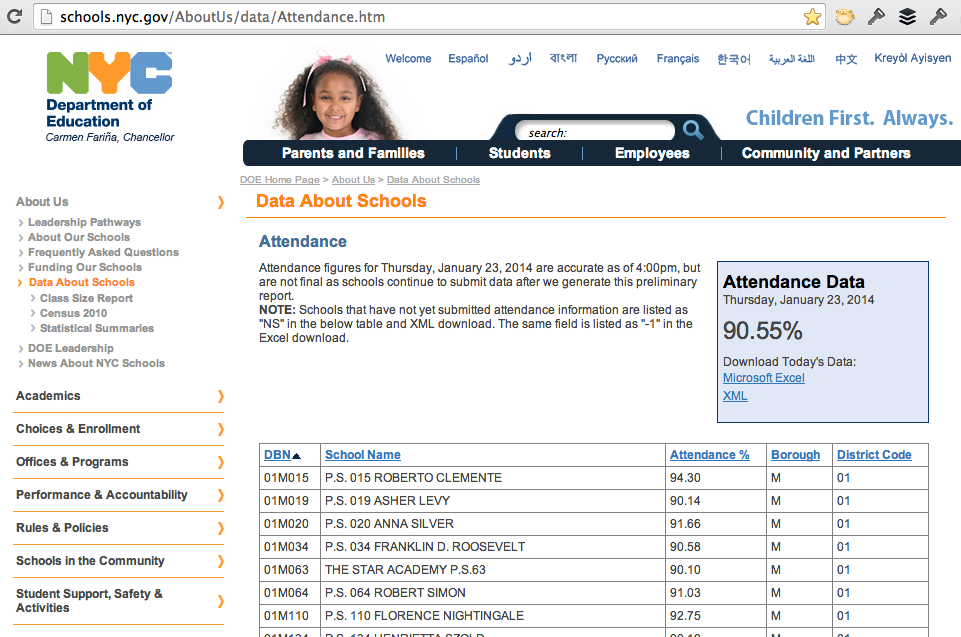 schools.nyc.gov/AboutUs/data/Attendance.htm
NYC
Department of
Education
Carmen Fariña, Chancellor
Welcome Español اردو বাংলা Русский Français 한국어 اللغة العربية 中文 Kreyòl Ayisyen
Children First. Always.
search:
Parents and Families Students Employees Community and Partners
DOE Home Page > About Us > Data About Schools
About Us
Leadership Pathways
About Our Schools
Frequently Asked Questions
Funding Our Schools
Data About Schools
Class Size Report
Census 2010
Statistical Summaries
DOE Leadership
News About NYC Schools
Academics
Choices & Enrollment
Offices & Programs
Performance & Accountability
Rules & Policies
Schools in the Community
Student Support, Safety &
Activities
Data About Schools
Attendance
Attendance figures for Thursday, January 23, 2014 are accurate as of 4:00pm, but
are not final as schools continue to submit data after we generate this preliminary
report.
NOTE: Schools that have not yet submitted attendance information are listed as
"NS" in the below table and XML download. The same field is listed as "-1" in the
Excel download.
Attendance Data
Thursday, January 23, 2014
90.55%
Download Today's Data:
Microsoft Excel
XML
DBN School Name Attendance % Borough District Code
01M015 P.S. 015 ROBERTO CLEMENTE 94.30 M 01
01M019 P.S. 019 ASHER LEVY 90.14 M 01
01M020 P.S. 020 ANNA SILVER 91.66 M 01
01M034 P.S. 034 FRANKLIN D. ROOSEVELT 90.58 M 01
01M063 THE STAR ACADEMY P.S.63 90.10 M 01
01M064 P.S. 064 ROBERT SIMON 91.03 M 01
01M110 P.S. 110 FLORENCE NIGHTINGALE 92.75 M 01